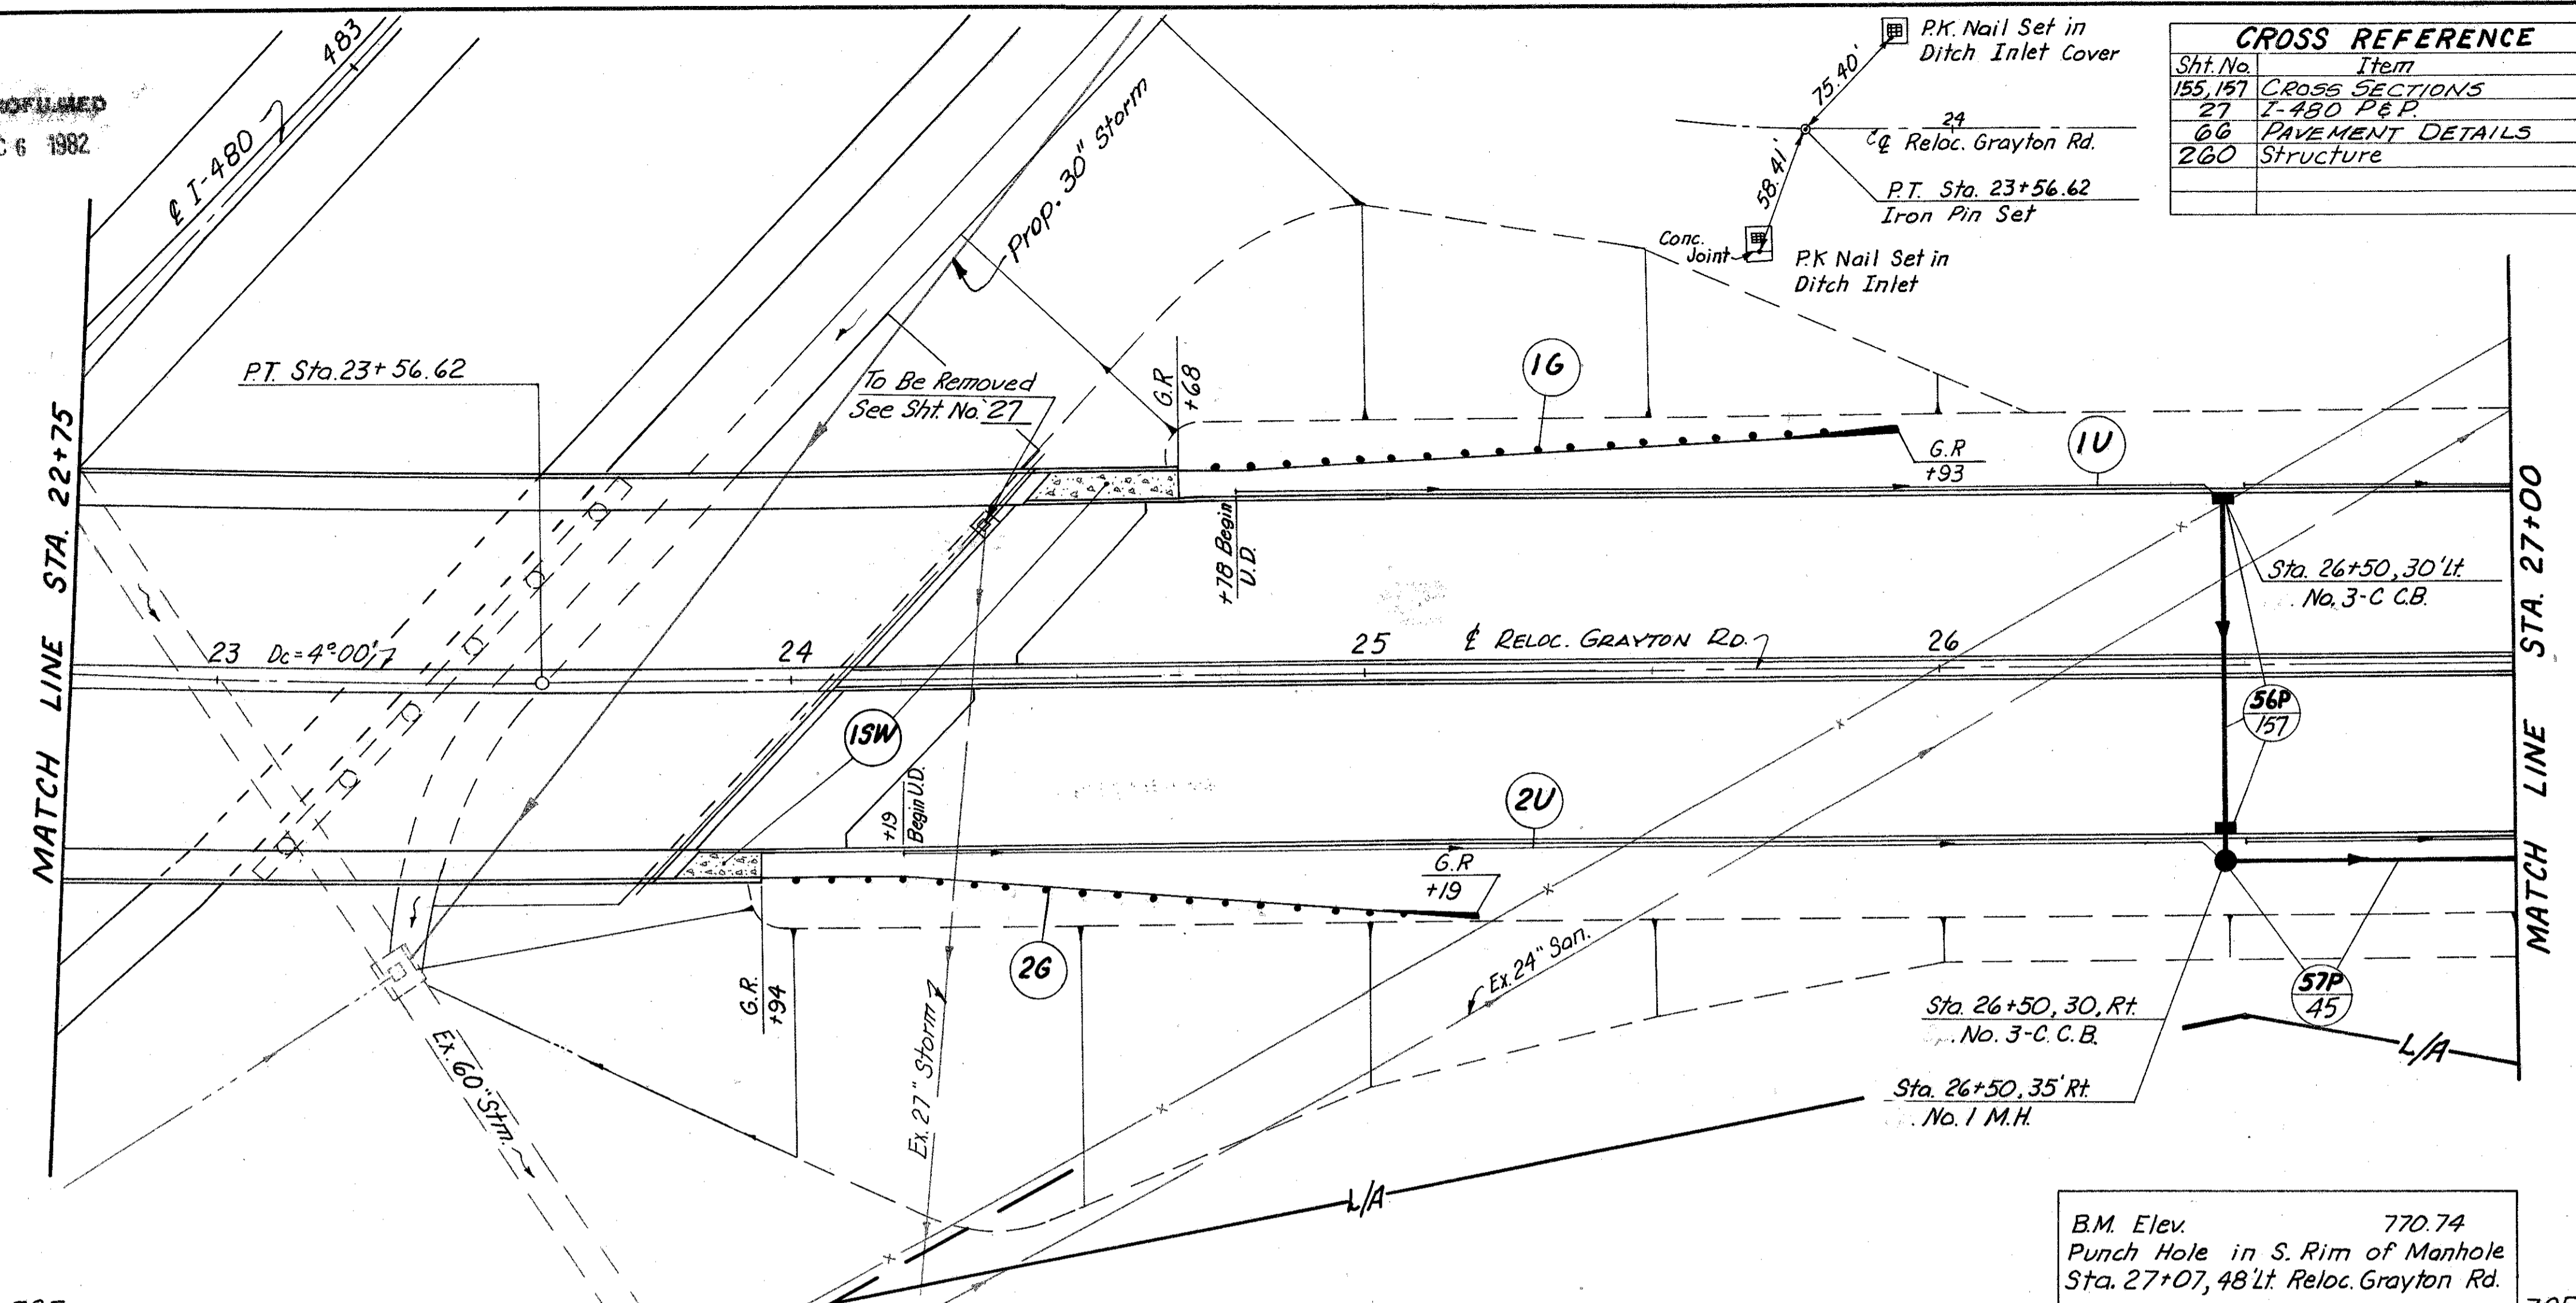 483
℄ I-480
1982
Prop. 30" Storm
75.40'
58.41'
P.K. Nail Set in
Ditch Inlet Cover
24
℄ Reloc. Grayton Rd.
P.T. Sta. 23+56.62
Iron Pin Set
Conc.
Joint
P.K Nail Set in
Ditch Inlet
CROSS REFERENCE
Sht. No. Item
155,157 CROSS SECTIONS
27 I-480 P&P.
66 PAVEMENT DETAILS
260 Structure
MATCH LINE STA. 22+75
P.T. Sta. 23+56.62
To Be Removed
See Sht. No. 27
G.R
+68
1G
G.R
+93
1U
+78 Begin
U.D.
Sta. 26+50, 30' Lt.
No. 3-C C.B.
MATCH LINE STA. 27+00
23
Dc=4°00'
24
25
℄ RELOC. GRAYTON RD.
26
1SW
56P
157
+19
Begin U.D.
2U
G.R
+19
2G
G.R.
+94
Ex. 24" San.
Ex. 27" Storm
Ex. 60" Stm.
57P
45
Sta. 26+50, 30, Rt.
No. 3-C. C.B.
Sta. 26+50, 35' Rt.
No. 1 M.H.
L/A
L/A
B.M. Elev. 770.74
Punch Hole in S. Rim of Manhole
Sta. 27+07, 48' Lt. Reloc. Grayton Rd.